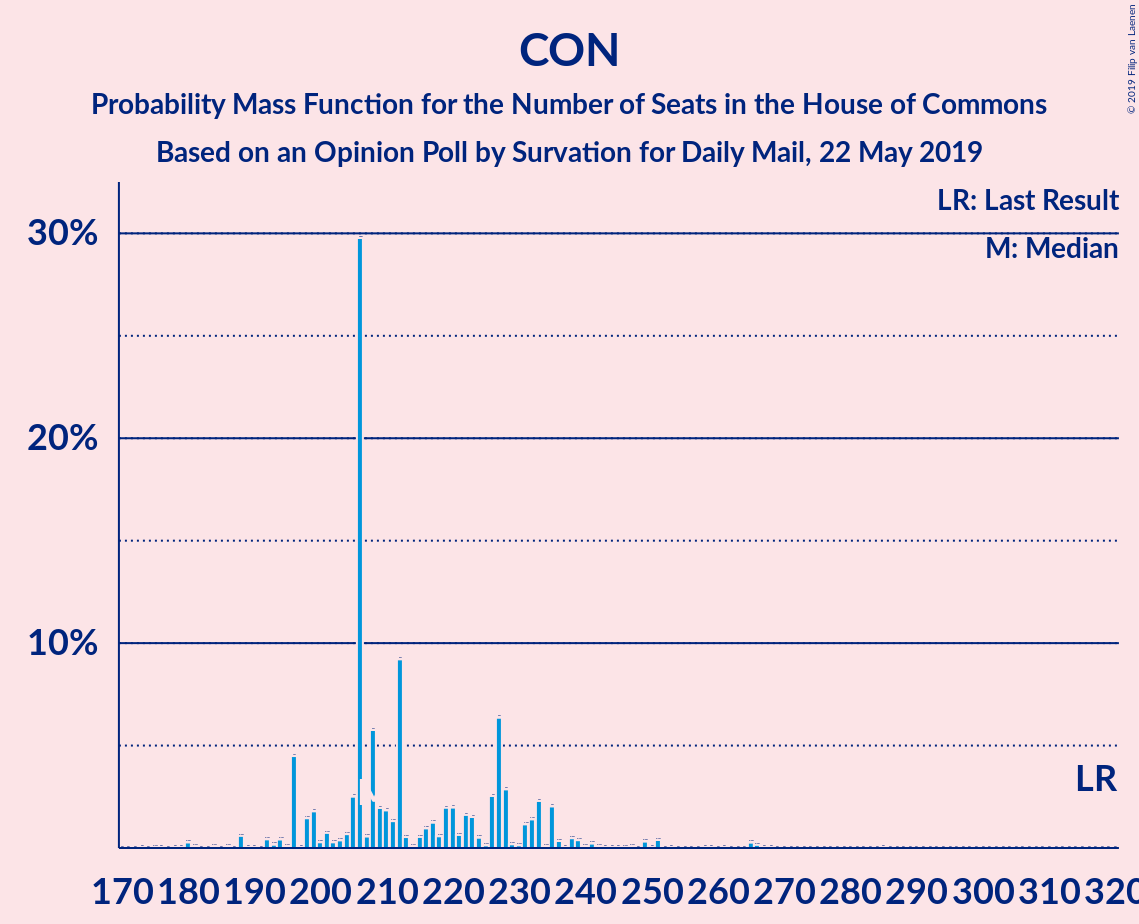 © 2019 Filip van Laenen
CON
Probability Mass Function for the Number of Seats in the House of Commons
Based on an Opinion Poll by Survation for Daily Mail, 22 May 2019
LR: Last Result
M: Median
30%
20%
10%
LR
170 180 190 200 210 220 230 240 250 260 270 280 290 300 310 320